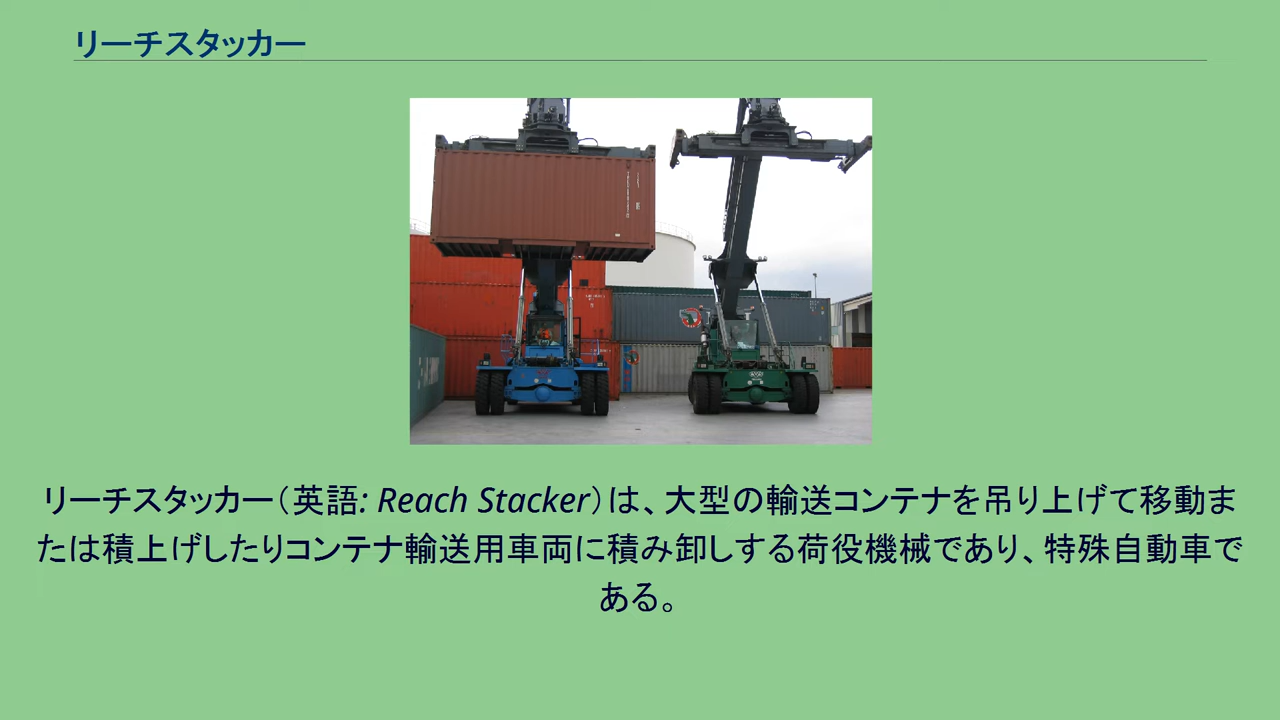 リーチスタッカー
リーチスタッカー（英語: Reach Stacker）は、大型の輸送コンテナを吊り上げて移動ま
たは積上げしたりコンテナ輸送用車両に積み卸しする荷役機械であり、特殊自動車で
ある。